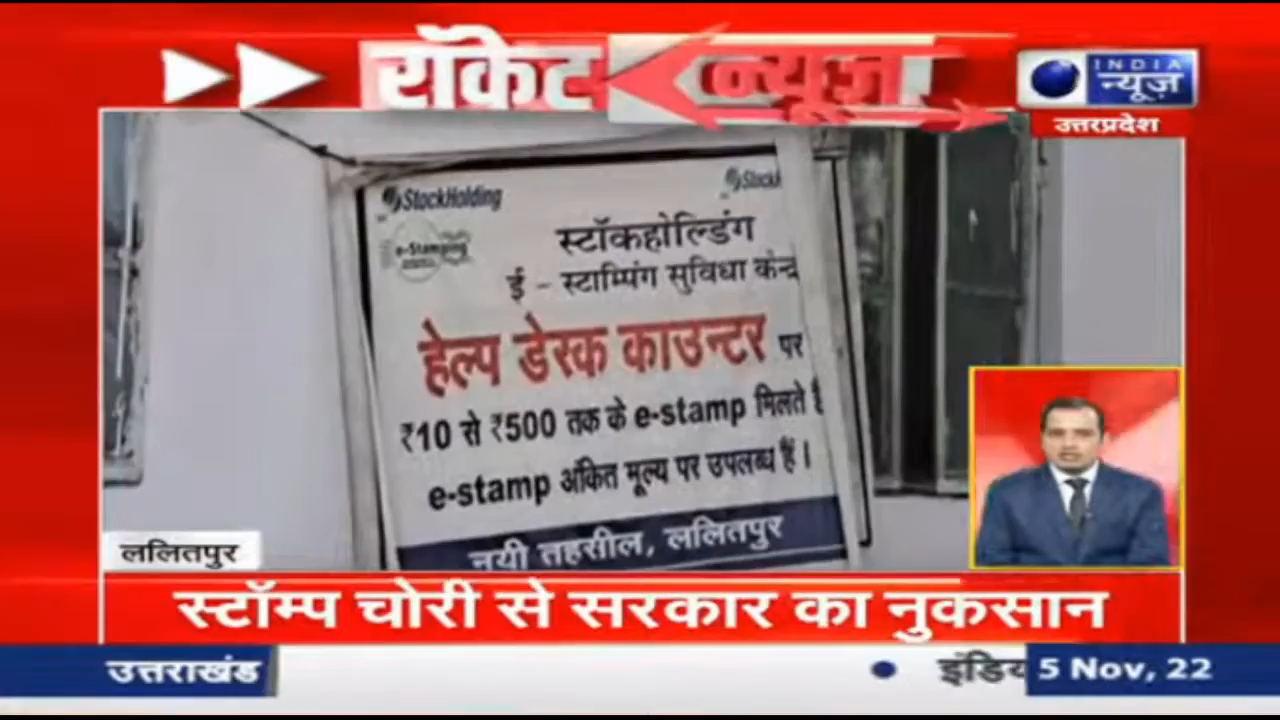 रॉकेट न्यूज़
INDIA
न्यूज़
उत्तरप्रदेश
StockHolding
e-Stamping
स्टॉकहोल्डिंग
ई - स्टाम्पिंग सुविधा केन्द्र
हेल्प डेस्क काउन्टर पर
₹10 से ₹500 तक के e-stamp मिलते है
e-stamp अंकित मूल्य पर उपलब्ध हैं।
नयी तहसील, ललितपुर
ललितपुर
स्टॉम्प चोरी से सरकार का नुकसान
उत्तराखंड
5 Nov, 22